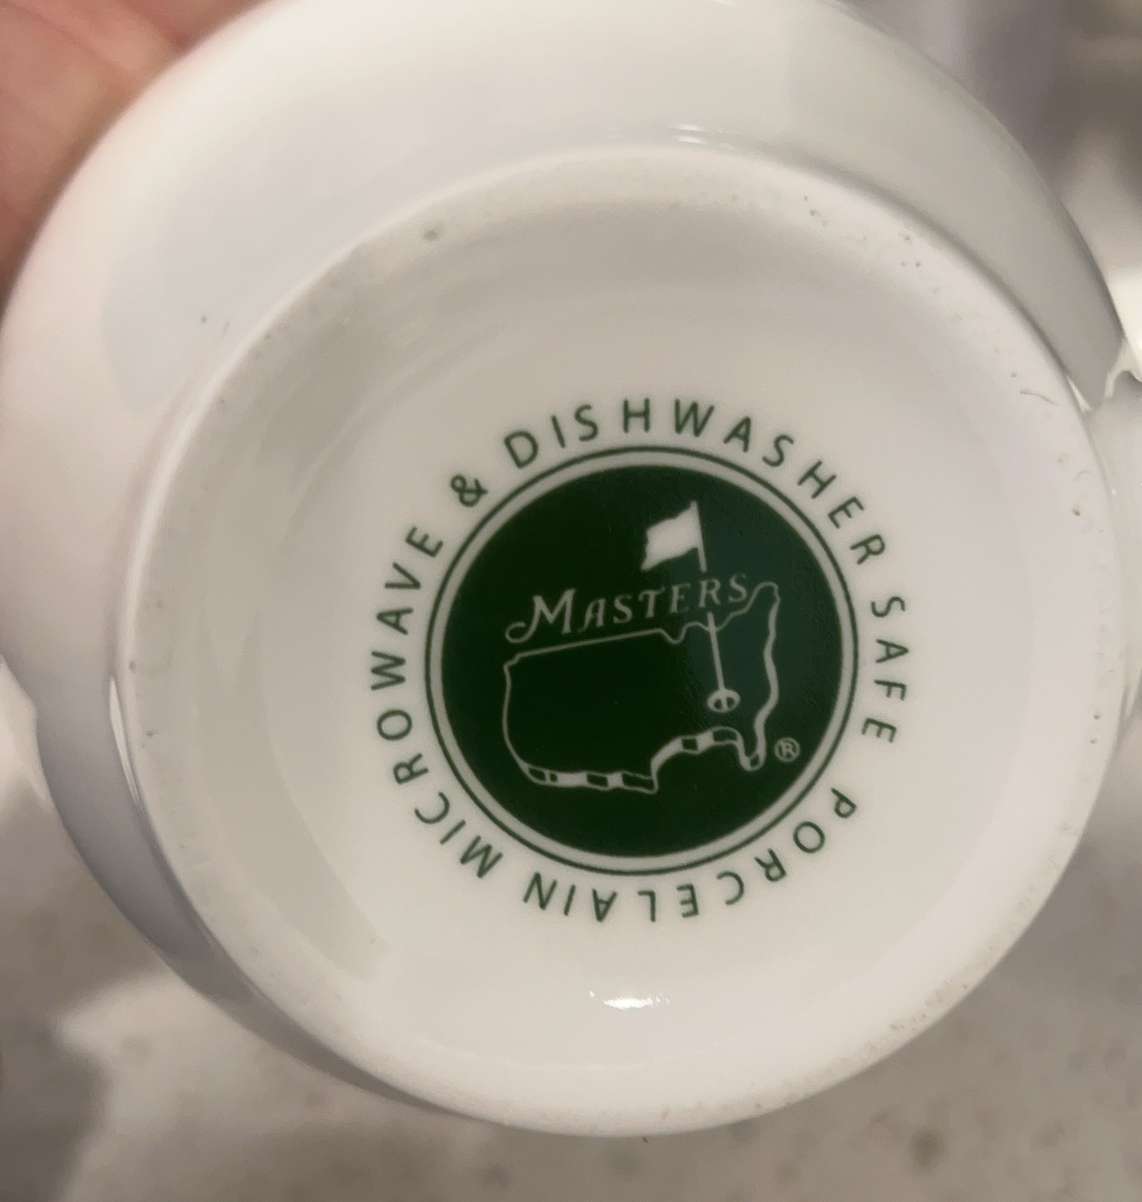 MICROWAVE & DISHWASHER SAFE PORCELAIN
MASTERS
®